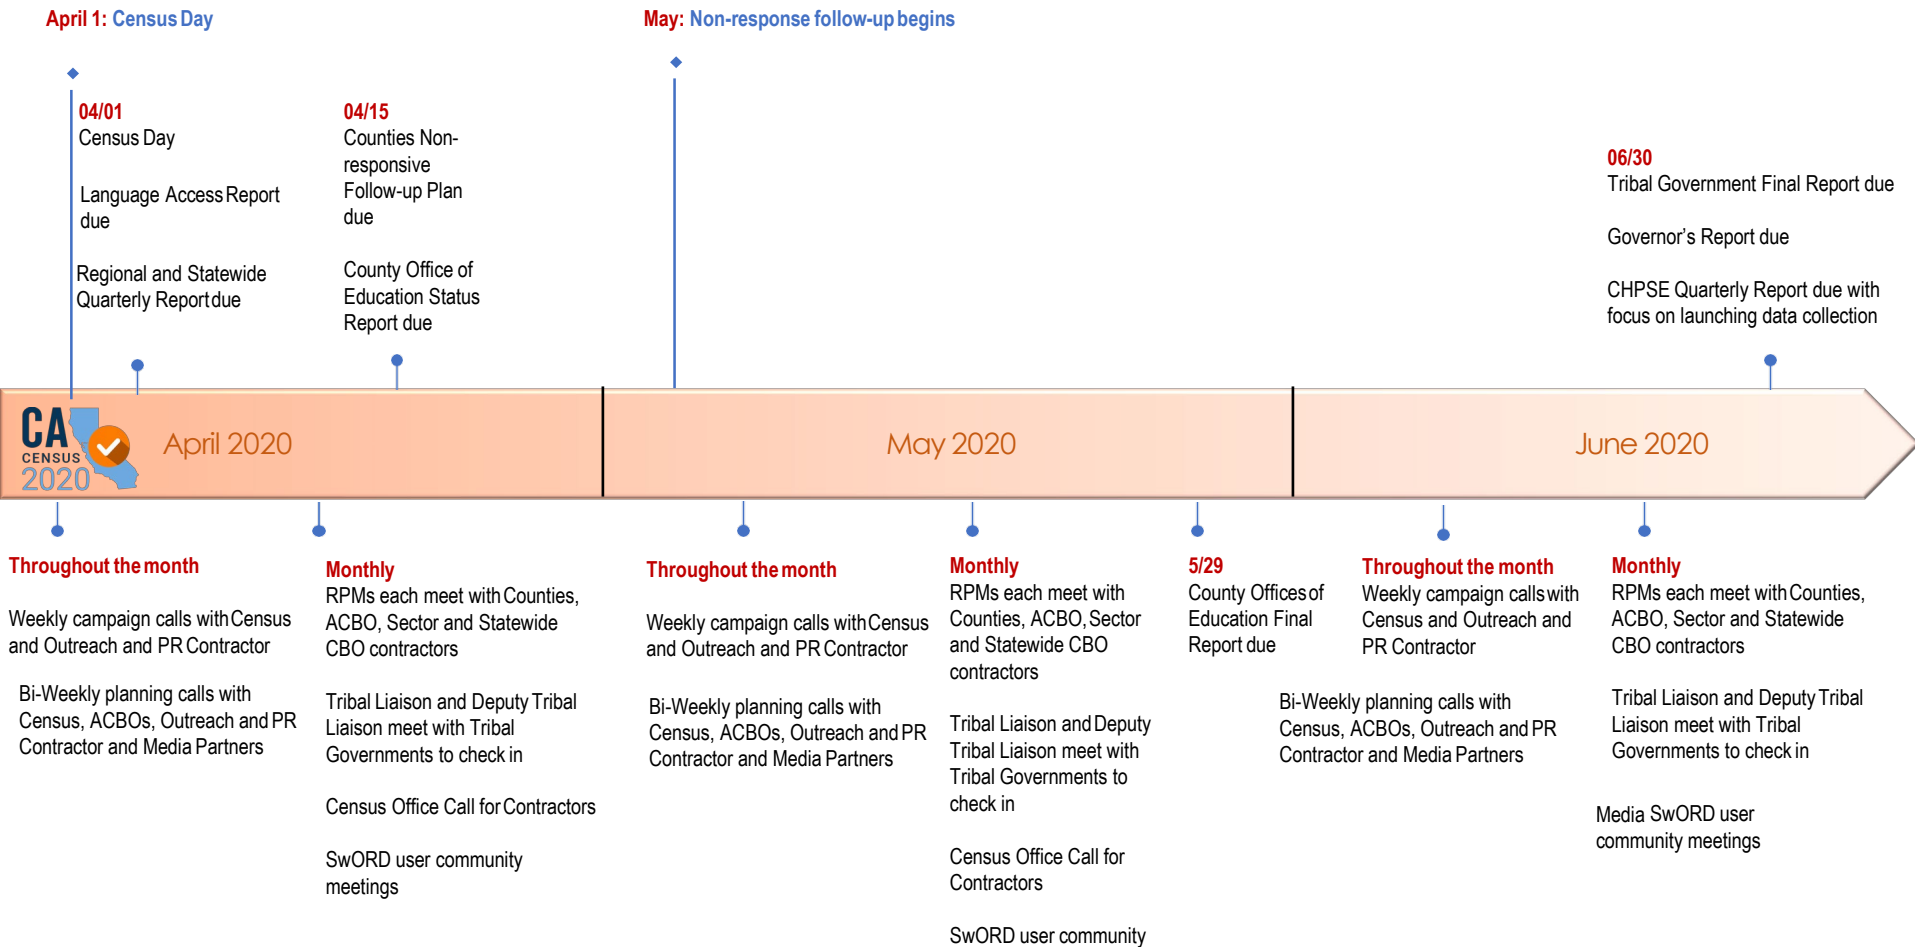 April 1: Census Day
May: Non-response follow-up begins
04/01
Census Day
Language Access Report
due
Regional and Statewide
Quarterly Report due
04/15
Counties Non-
responsive
Follow-up Plan
due
County Office of
Education Status
Report due
06/30
Tribal Government Final Report due
Governor's Report due
CHPSE Quarterly Report due with
focus on launching data collection
CA
CENSUS
2020
April 2020
May 2020
June 2020
Throughout the month
Weekly campaign calls with Census
and Outreach and PR Contractor
Bi-Weekly planning calls with
Census, ACBOs, Outreach and PR
Contractor and Media Partners
Monthly
RPMs each meet with Counties,
ACBO, Sector and Statewide
CBO contractors
Tribal Liaison and Deputy Tribal
Liaison meet with Tribal
Governments to check in
Census Office Call for Contractors
SwORD user community
meetings
Throughout the month
Weekly campaign calls with Census
and Outreach and PR Contractor
Bi-Weekly planning calls with
Census, ACBOs, Outreach and PR
Contractor and Media Partners
Monthly
RPMs each meet with
Counties, ACBO, Sector
and Statewide CBO
contractors
Tribal Liaison and Deputy
Tribal Liaison meet with
Tribal Governments to
check in
Census Office Call for
Contractors
SwORD user community
5/29
County Offices of
Education Final
Report due
Throughout the month
Weekly campaign calls with
Census and Outreach and
PR Contractor
Bi-Weekly planning calls with
Census, ACBOs, Outreach and PR
Contractor and Media Partners
Monthly
RPMs each meet with Counties,
ACBO, Sector and Statewide
CBO contractors
Tribal Liaison and Deputy Tribal
Liaison meet with Tribal
Governments to check in
Media SwORD user
community meetings